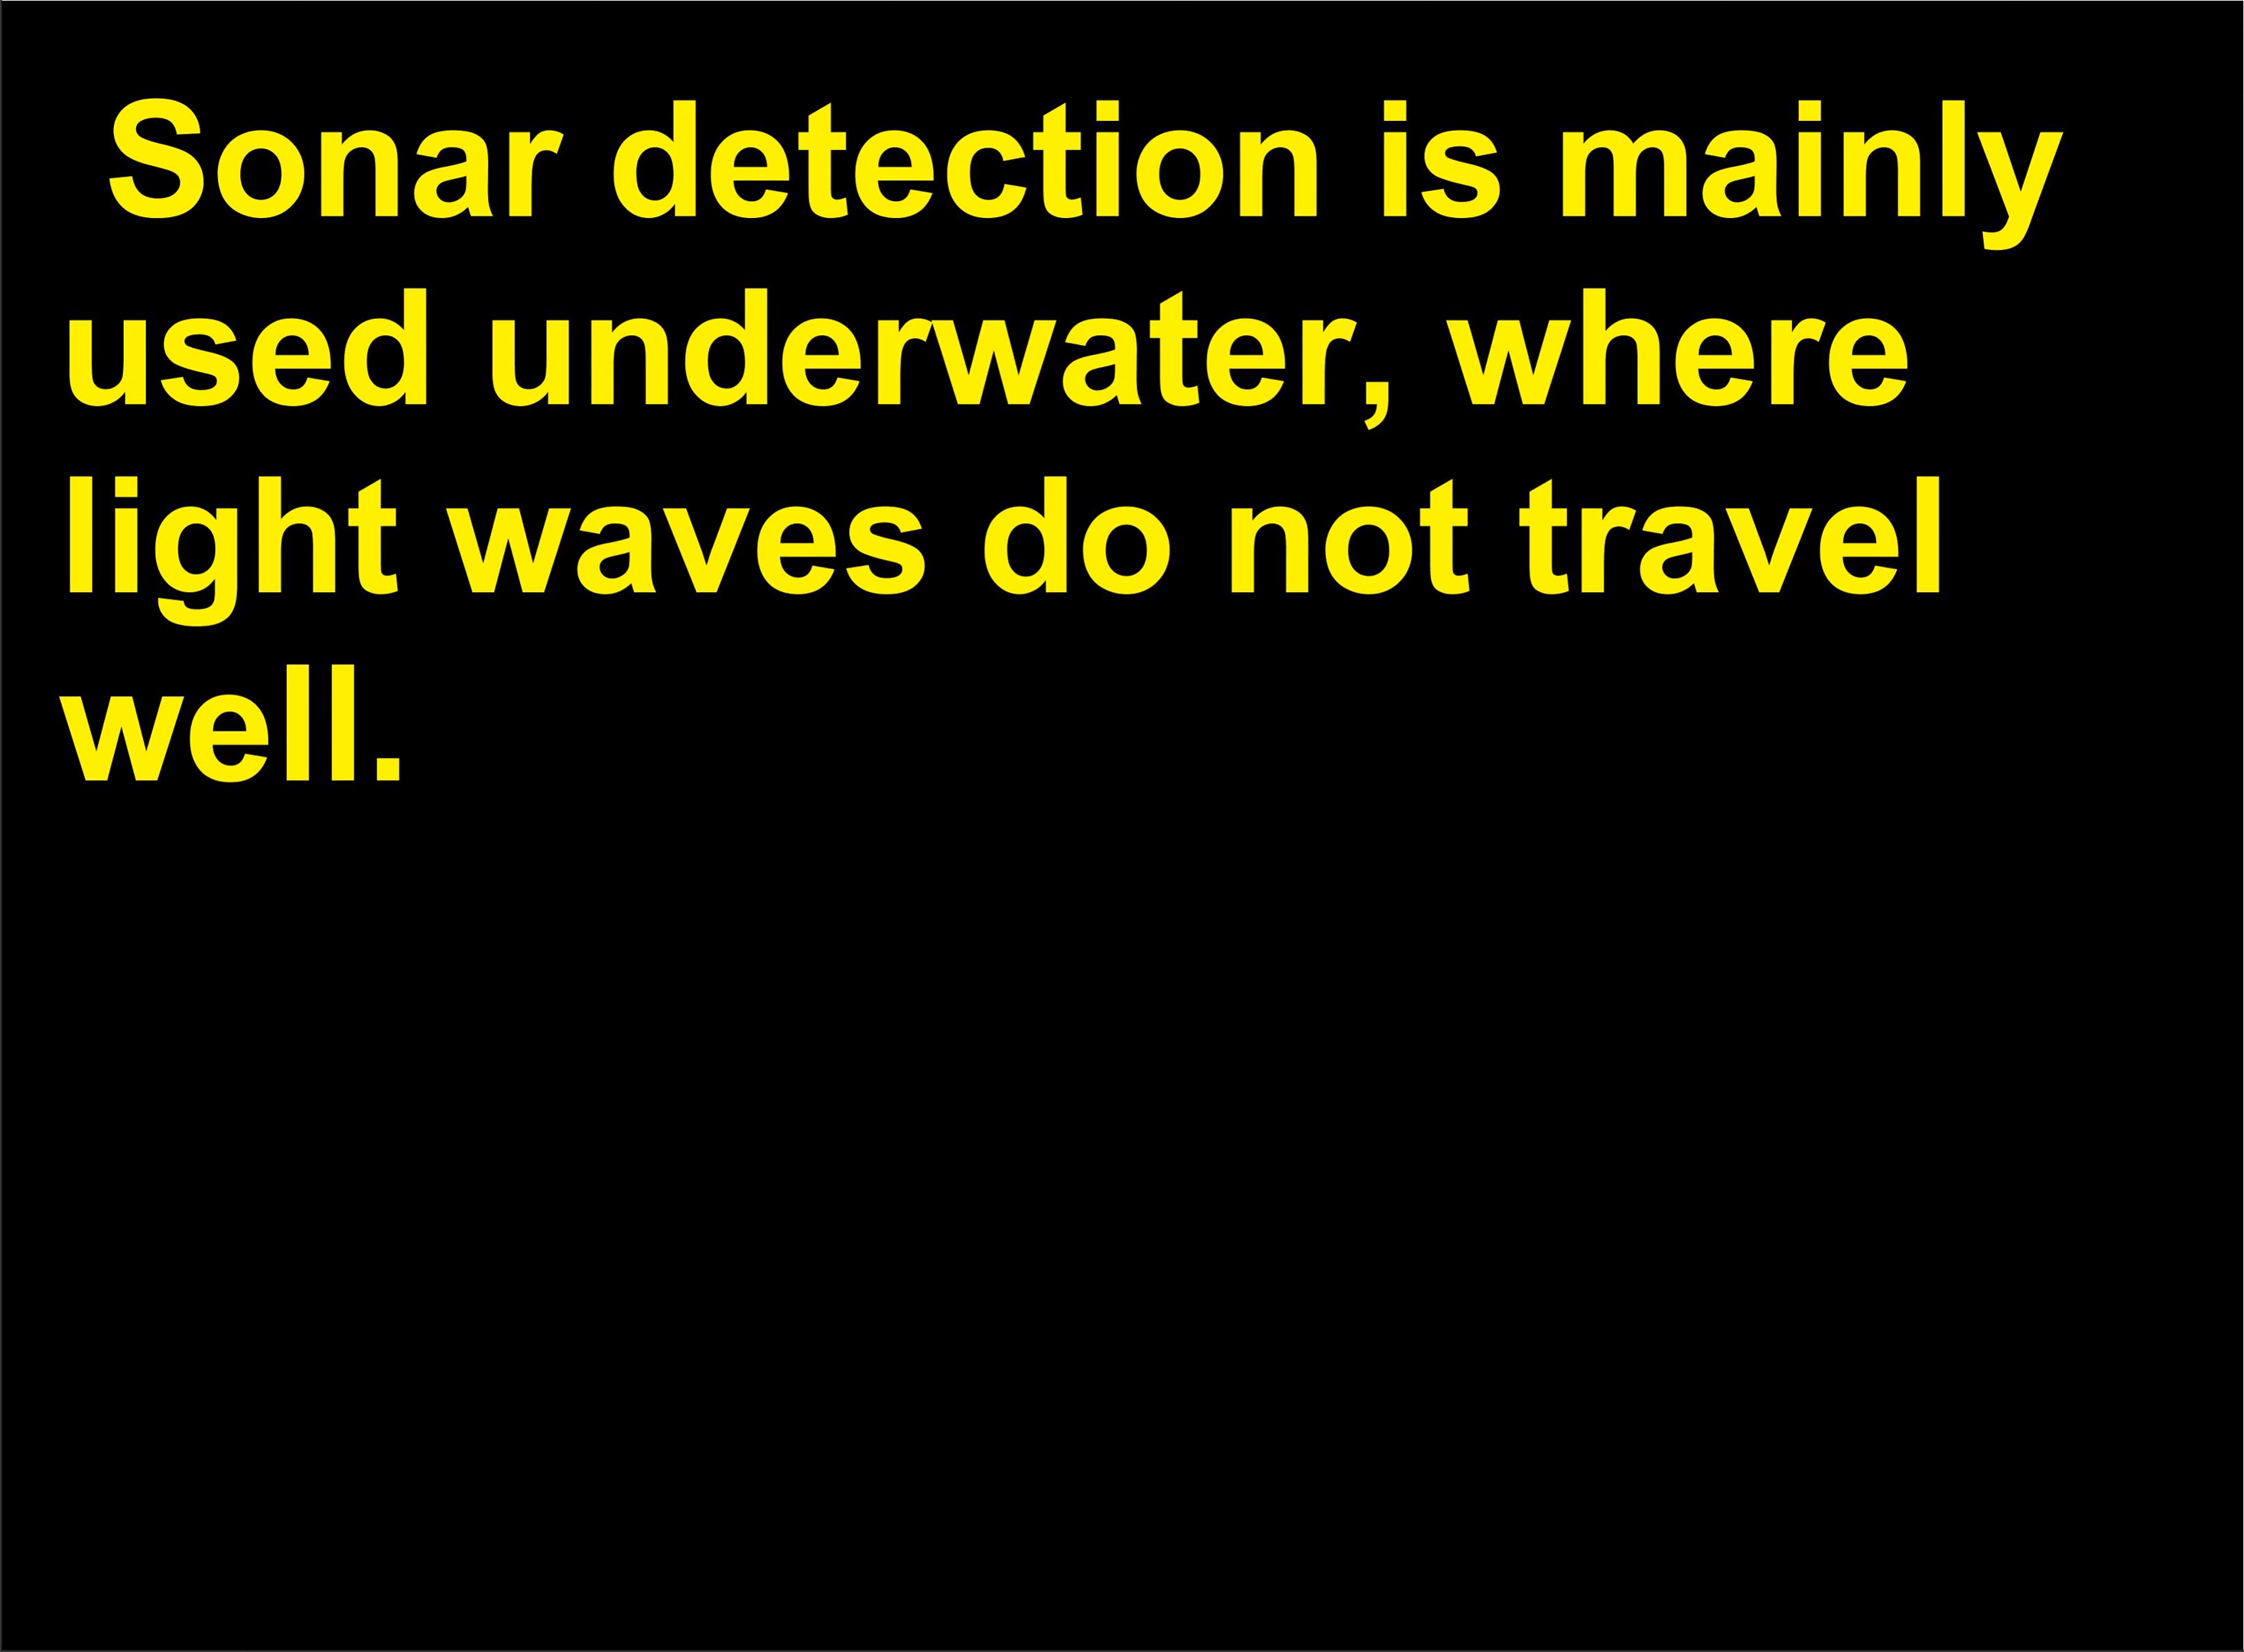 Sonar detection is mainly
used underwater, where
light waves do not travel
well.